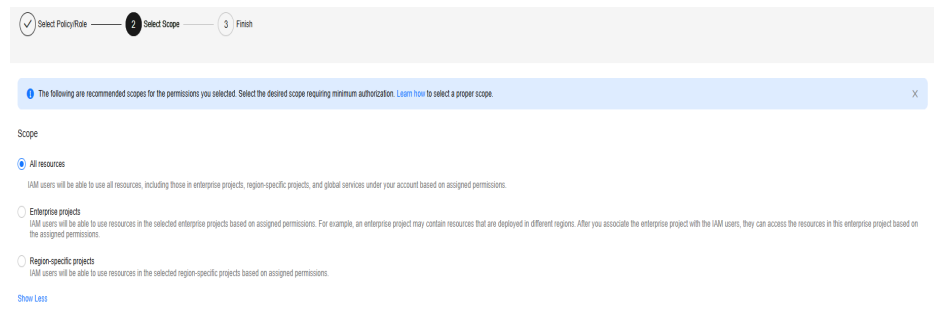 Select Policy/Role
2 Select Scope
3 Finish
The following are recommended scopes for the permissions you selected. Select the desired scope requiring minimum authorization. Learn how to select a proper scope.
Scope
All resources
IAM users will be able to use all resources, including those in enterprise projects, region-specific projects, and global services under your account based on assigned permissions.
Enterprise projects
IAM users will be able to use resources in the selected enterprise projects based on assigned permissions. For example, an enterprise project may contain resources that are deployed in different regions. After you associate the enterprise project with the IAM users, they can access the resources in this enterprise project based on
the assigned permissions.
Region-specific projects
IAM users will be able to use resources in the selected region-specific projects based on assigned permissions.
Show Less